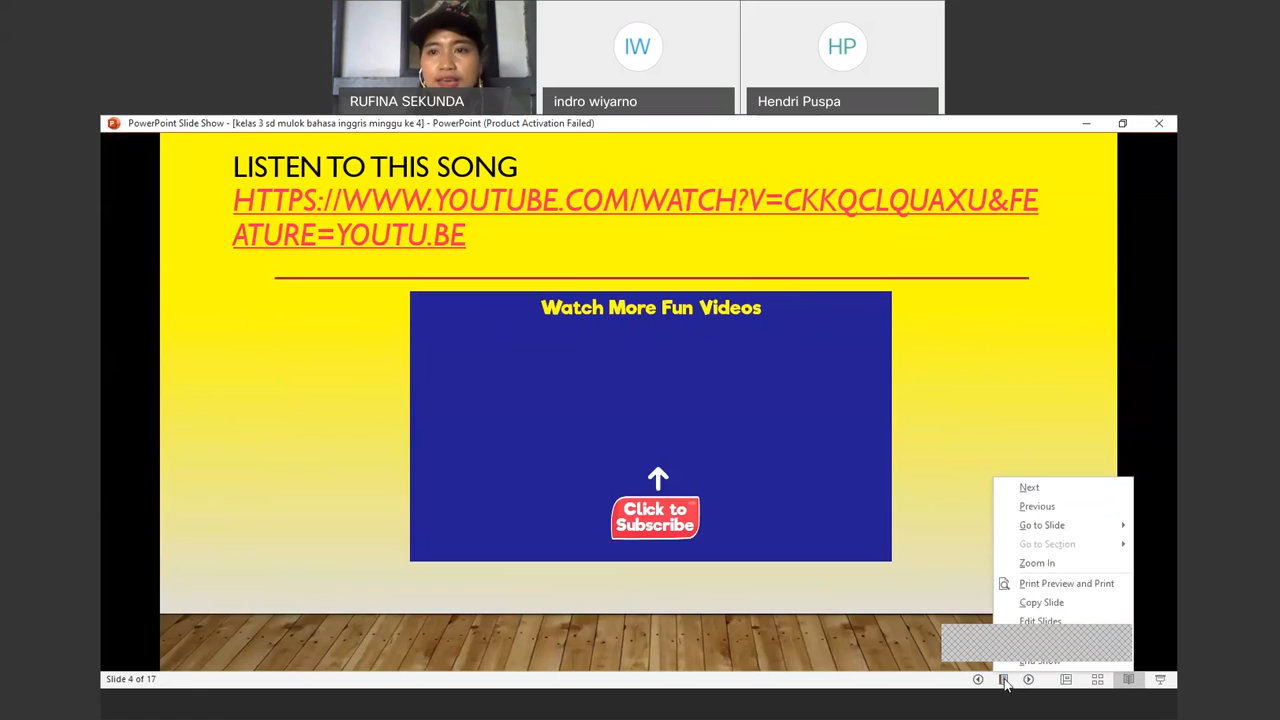 IW
HP
RUFINA SEKUNDA
indro wiyarno
Hendri Puspa
PowerPoint Slide Show - [kelas 3 sd mulok bahasa inggris minggu ke 4] - PowerPoint (Product Activation Failed)
LISTEN TO THIS SONG
HTTPS://WWW.YOUTUBE.COM/WATCH?V=CKKQCLQUAXU&FE
ATURE=YOUTU.BE
Watch More Fun Videos
Click to
Subscribe
Next
Previous
Go to Slide
Go to Section
Zoom In
Print Preview and Print
Copy Slide
Edit Slides
End Show
Slide 4 of 17